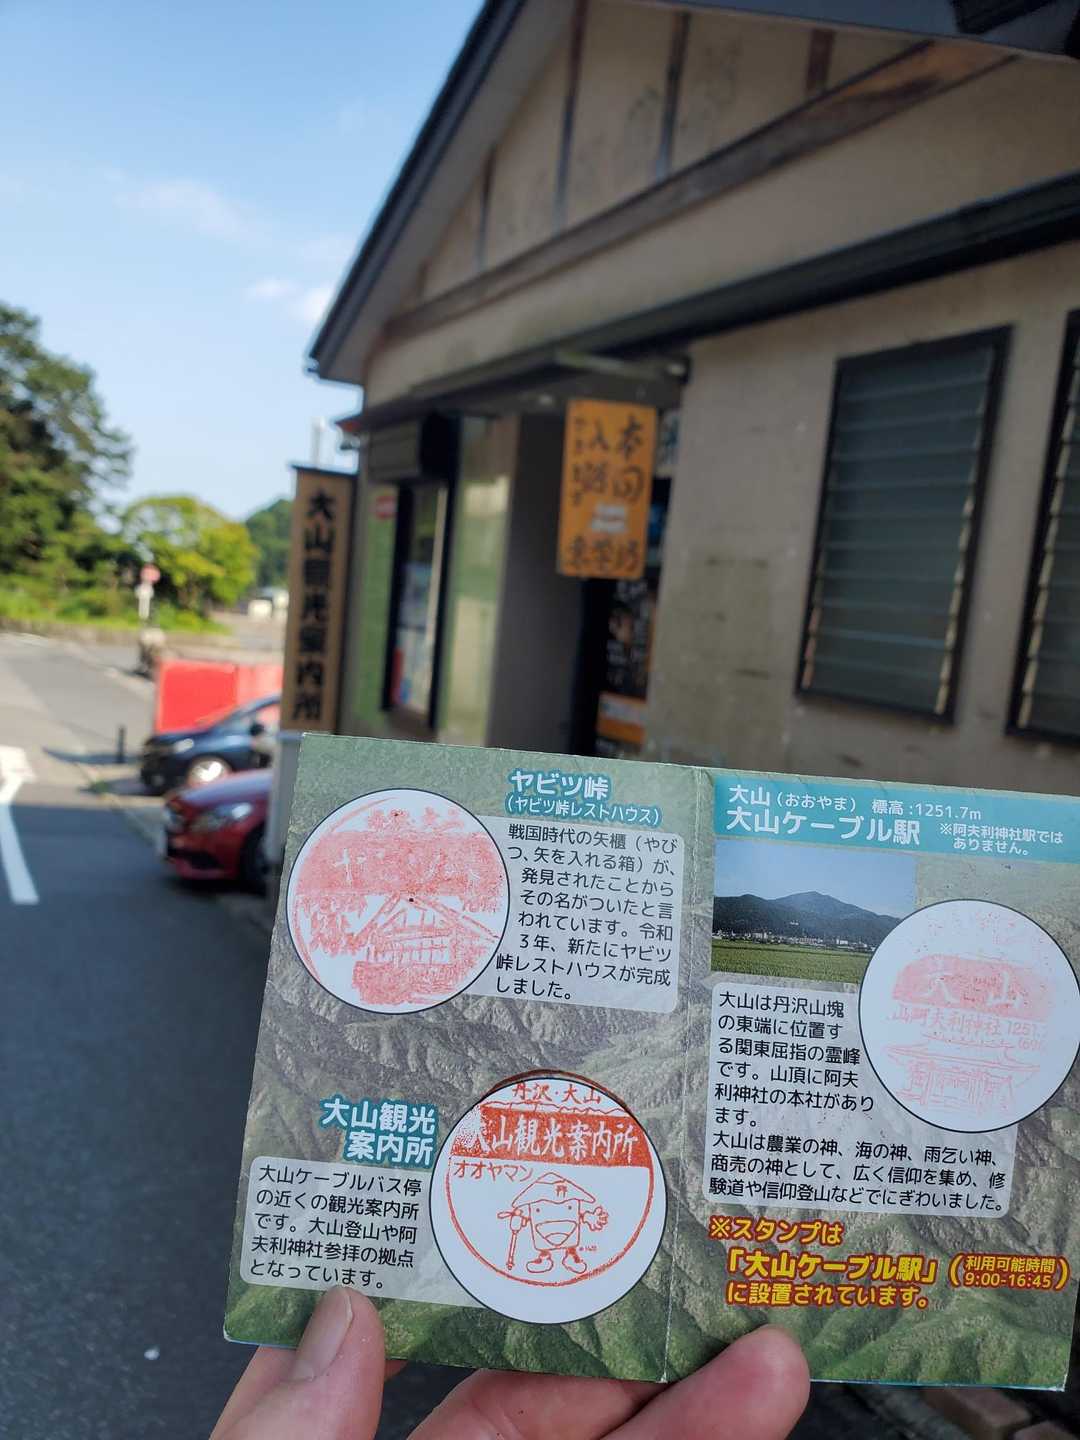 大山観光案内所
本日
ヤビツ峠
(ヤビツ峠レストハウス)
戦国時代の矢櫃（やび
つ、矢を入れる箱）が、
発見されたことから
その名がついたと言
われています。令和
３年、新たにヤビツ
峠レストハウスが完成
しました。
大山観光
案内所
大山ケーブルバス停
の近くの観光案内所
です。大山登山や阿
夫利神社参拝の拠点
となっています。
丹沢・大山
大山観光案内所
オオヤマン
大山（おおやま） 標高:1251.7m
大山ケーブル駅 ※阿夫利神社駅では
ありません。
大山は丹沢山塊
の東端に位置す
る関東屈指の霊峰
です。山頂に阿夫
利神社の本社があり
ます。
大山は農業の神、海の神、雨乞い神、
商売の神として、広く信仰を集め、修
験道や信仰登山などでにぎわいました。
大山
山阿夫利神社 1251.7
※スタンプは
「大山ケーブル駅」(利用可能時間
9:00-16:45)
に設置されています。